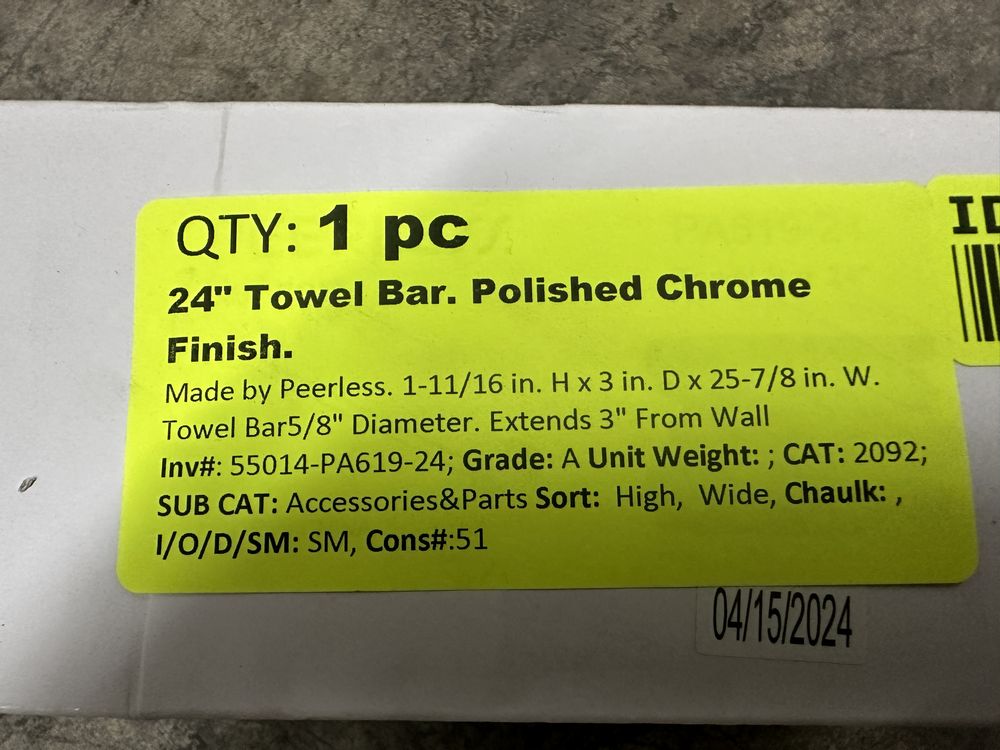 QTY: 1 pc
24" Towel Bar. Polished Chrome
Finish.
Made by Peerless. 1-11/16 in. H x 3 in. D x 25-7/8 in. W.
Towel Bar5/8" Diameter. Extends 3" From Wall
Inv#: 55014-PA619-24; Grade: A Unit Weight: ; CAT: 2092;
SUB CAT: Accessories&Parts Sort: High, Wide, Chaulk: ,
I/O/D/SM: SM, Cons#:51
04/15/2024